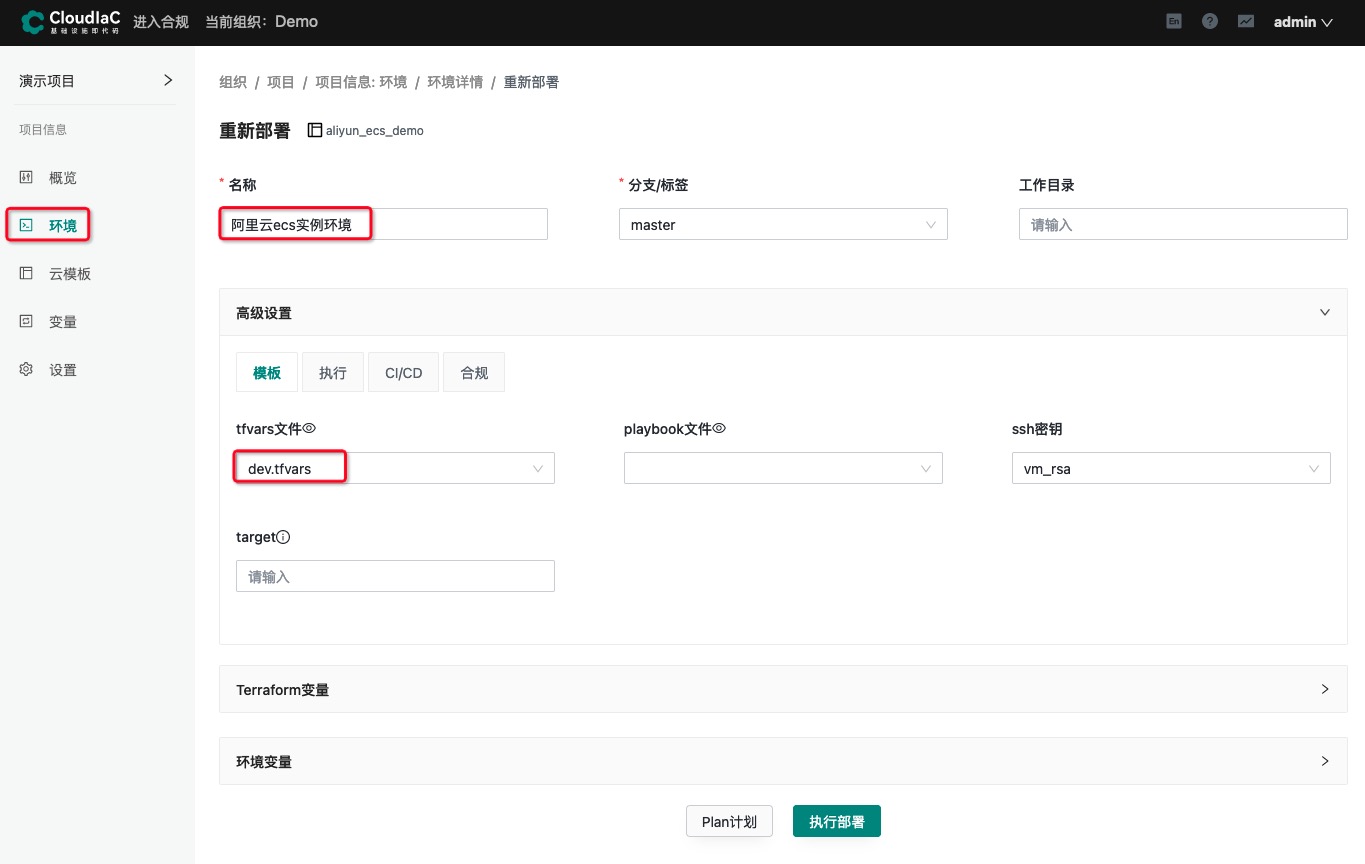 CloudIaC
基础设施即代码
进入合规 当前组织：Demo
En
admin
演示项目
项目信息
概览
环境
云模板
变量
设置
组织 / 项目 / 项目信息: 环境 / 环境详情 / 重新部署
重新部署 aliyun_ecs_demo
* 名称 * 分支/标签 工作目录
阿里云ecs实例环境 master 请输入
高级设置
模板 执行 CI/CD 合规
tfvars文件 playbook文件 ssh密钥
dev.tfvars vm_rsa
target
请输入
Terraform变量
环境变量
Plan计划 执行部署